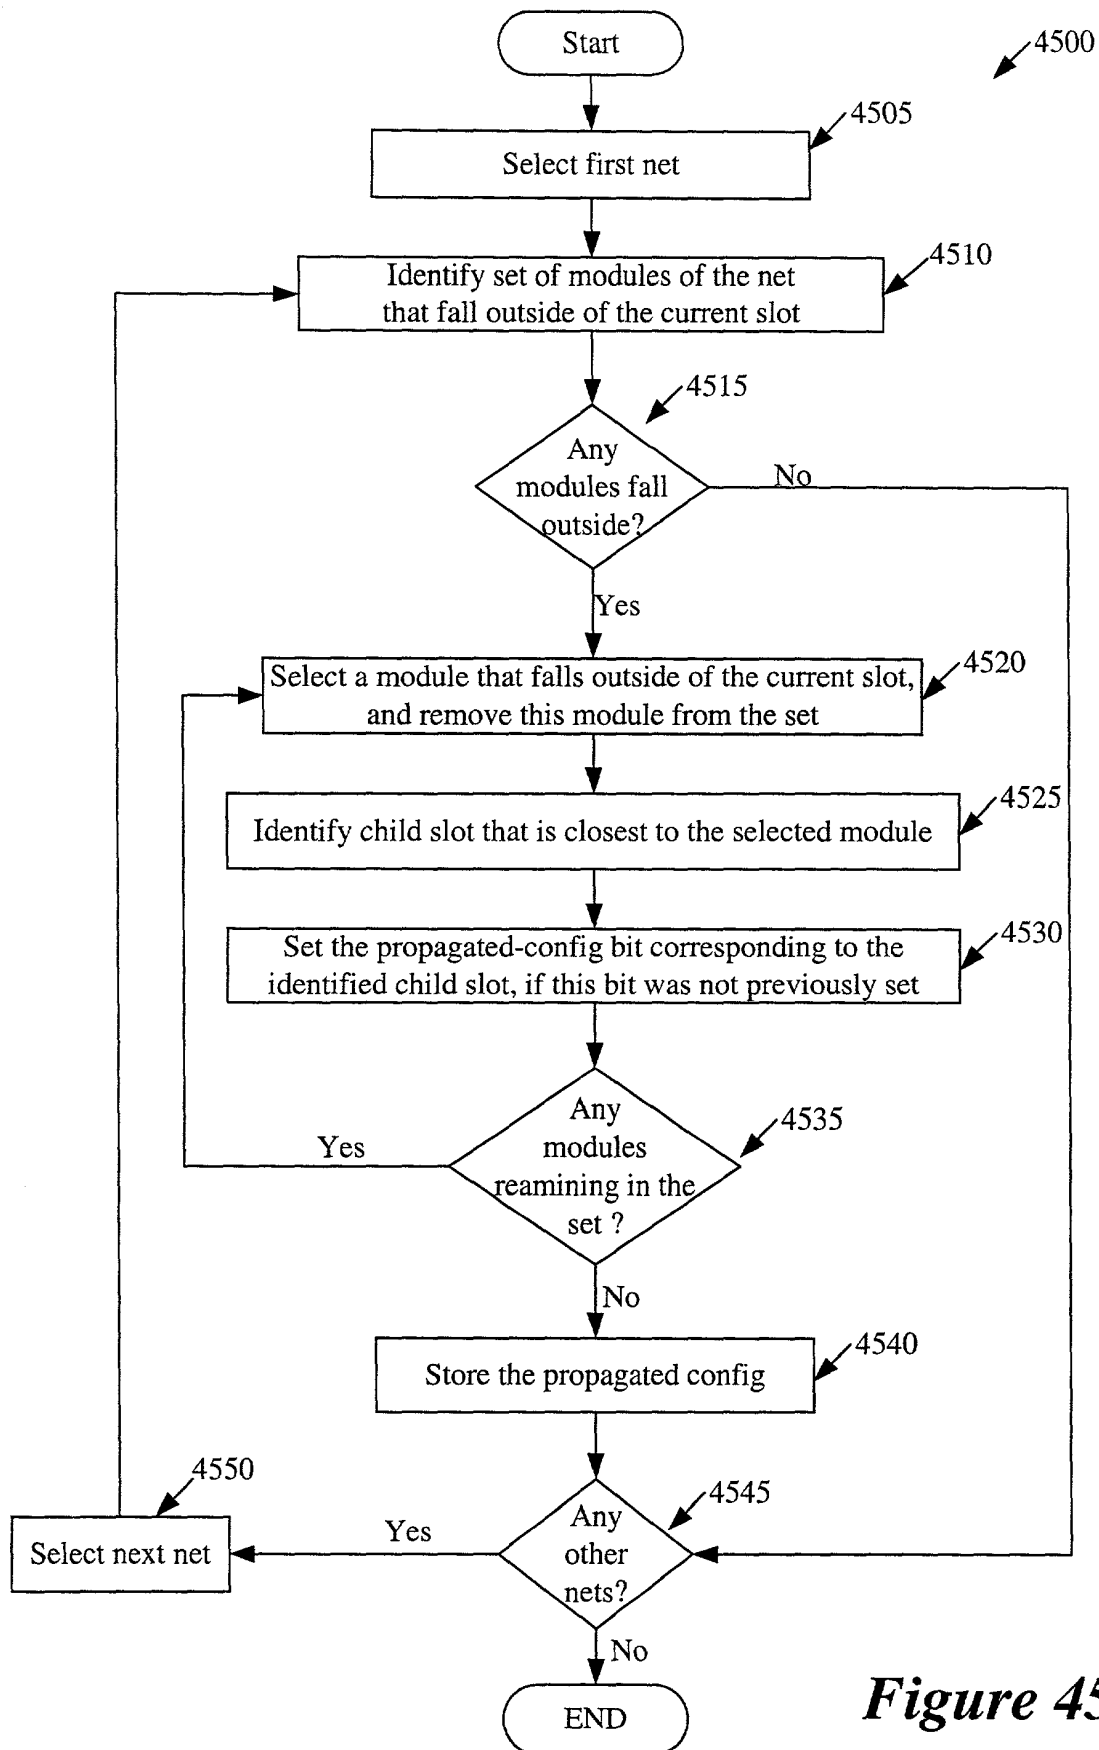 Start
4500
4505
Select first net
4510
Identify set of modules of the net
that fall outside of the current slot
4515
Any
modules fall
outside?
No
Yes
4520
Select a module that falls outside of the current slot,
and remove this module from the set
4525
Identify child slot that is closest to the selected module
4530
Set the propagated-config bit corresponding to the
identified child slot, if this bit was not previously set
4535
Any
modules
reamining in the
set ?
Yes
No
4540
Store the propagated config
4550
4545
Any
other
nets?
Yes
Select next net
No
END
Figure 45